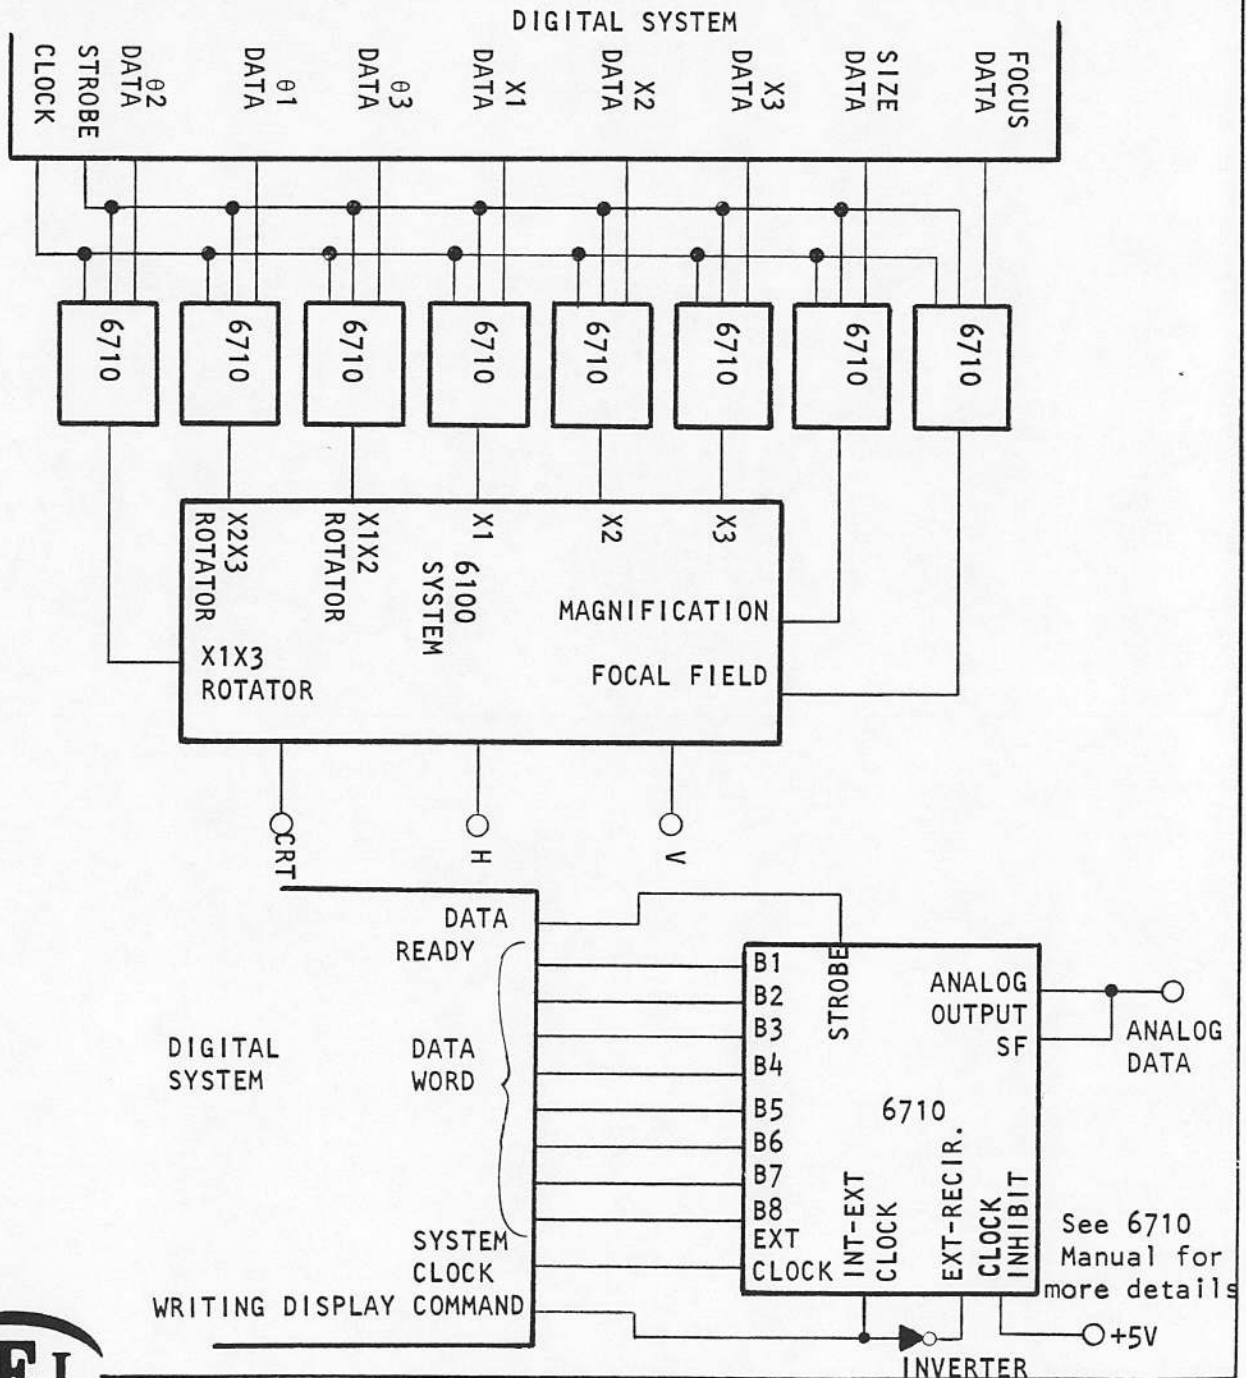 DIGITAL SYSTEM
CLOCK
STROBE
θ2
DATA
θ1
DATA
θ3
DATA
X1
DATA
X2
DATA
X3
DATA
SIZE
DATA
FOCUS
DATA
6710
6710
6710
6710
6710
6710
6710
6710
X2X3
ROTATOR
X1X2
ROTATOR
X1
6100
SYSTEM
X2
X3
MAGNIFICATION
FOCAL FIELD
X1X3
ROTATOR
CRT
H
V
DATA
READY
DIGITAL
SYSTEM
DATA
WORD
SYSTEM
CLOCK
WRITING DISPLAY COMMAND
STROBE
B1
B2
B3
B4
B5
B6
B7
B8
EXT
CLOCK
6710
INT-EXT
CLOCK
EXT-RECIR.
CLOCK
INHIBIT
ANALOG
OUTPUT
SF
ANALOG
DATA
See 6710
Manual for
more details
+5V
INVERTER